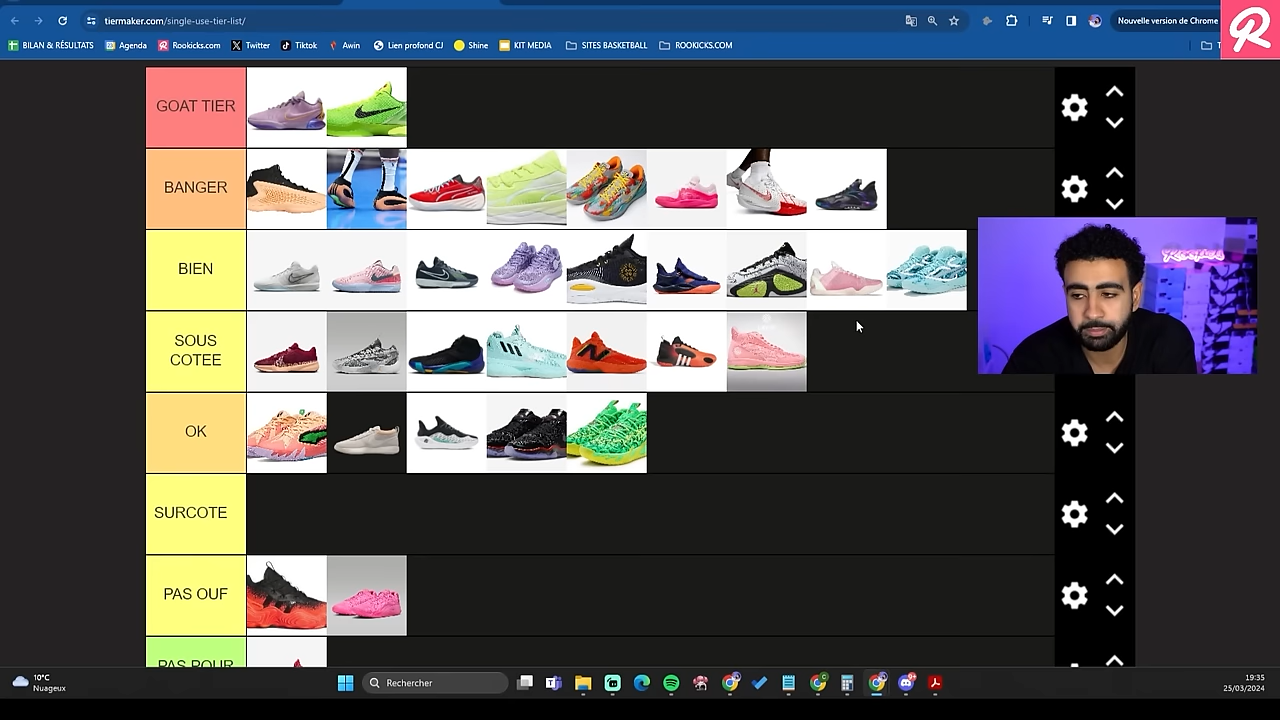 tiermaker.com/single-use-tier-list/
Nouvelle version de Chrome
BILAN & RÉSULTATS
Agenda
Rookicks.com
Twitter
Tiktok
Awin
Lien profond CJ
Shine
KIT MEDIA
SITES BASKETBALL
ROOKICKS.COM
R
GOAT TIER
BANGER
BIEN
SOUS
COTEE
OK
SURCOTE
PAS OUF
PAS POUR
10°C
Nuageux
Rechercher
19:35
25/03/2024